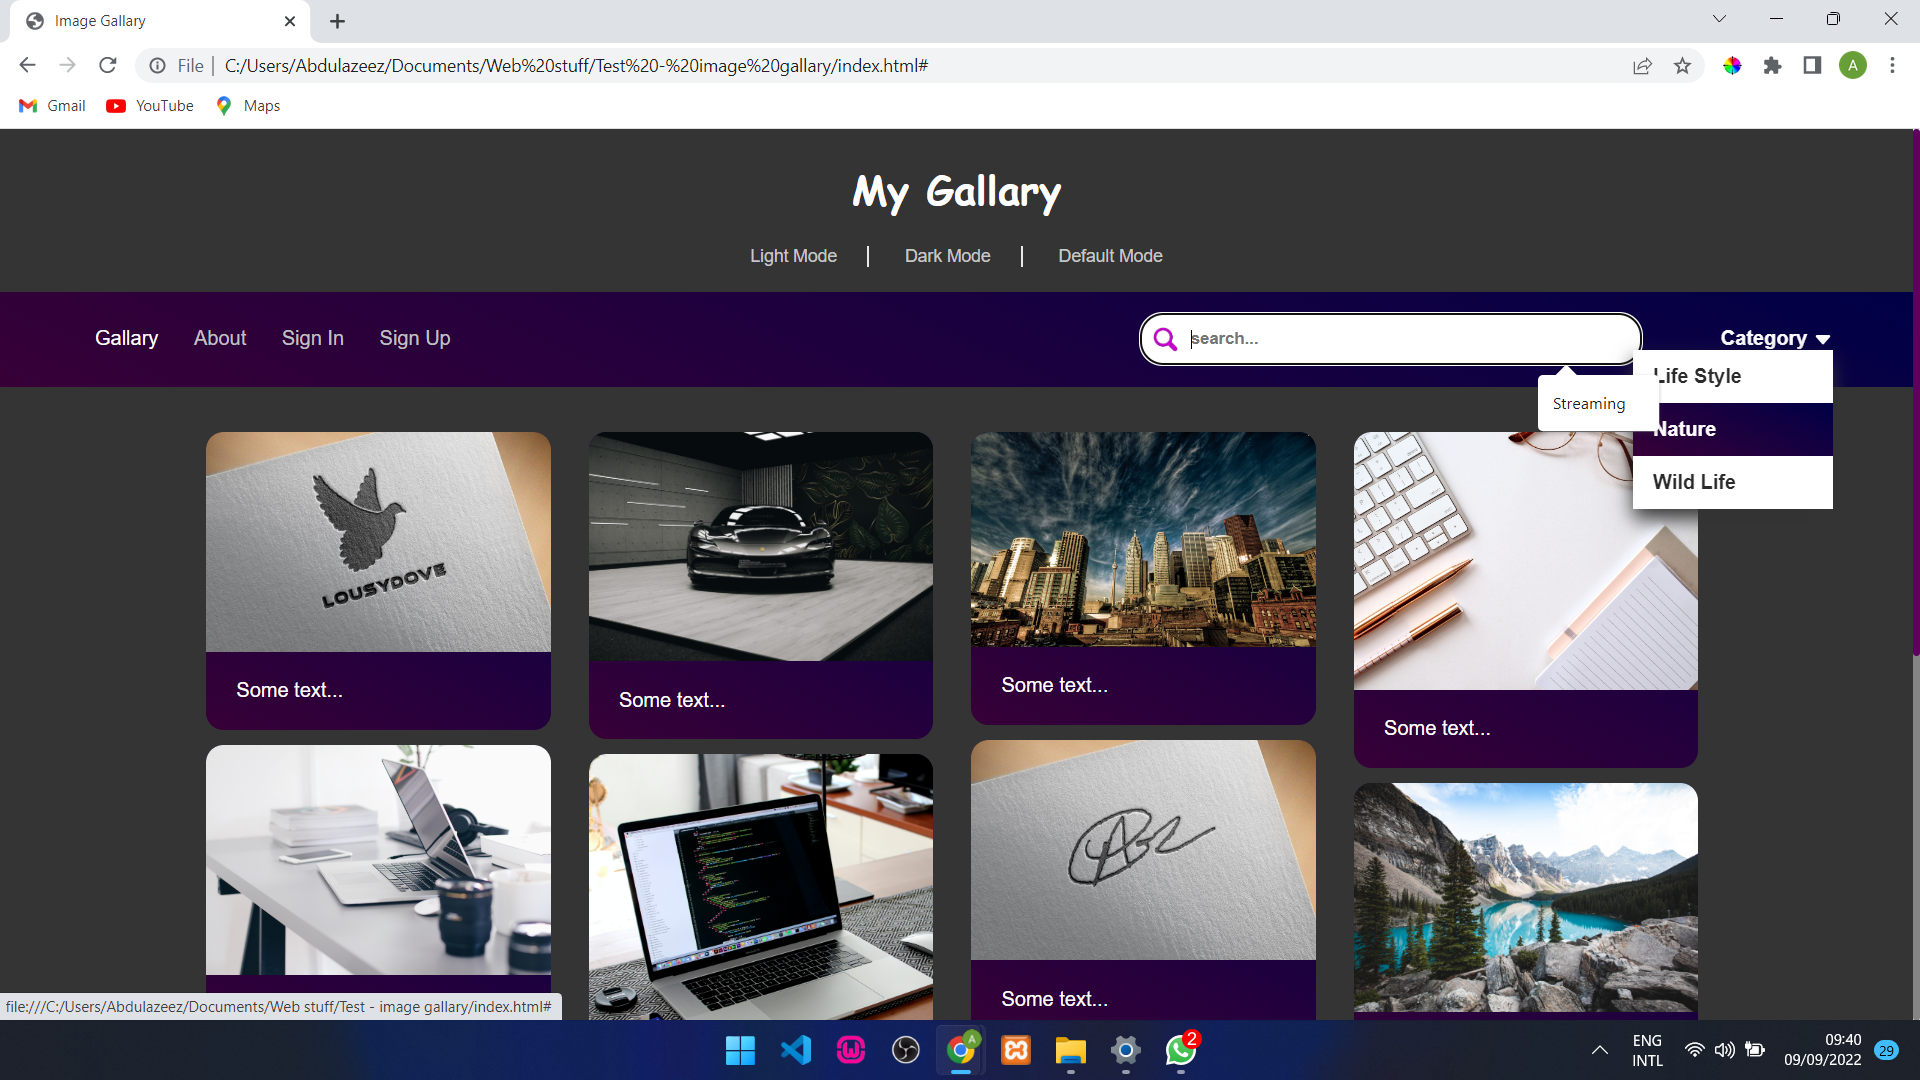 Image Gallary
File
C:/Users/Abdulazeez/Documents/Web%20stuff/Test%20-%20image%20gallary/index.html#
A
Gmail
YouTube
Maps
My Gallary
Light Mode
Dark Mode
Default Mode
Gallary
About
Sign In
Sign Up
search...
Category
Streaming
Life Style
Nature
Wild Life
LOUSYDOVE
Some text...
Some text...
Some text...
Some text...
Some text...
file:///C:/Users/Abdulazeez/Documents/Web stuff/Test - image gallary/index.html#
A
2
ENG
INTL
09:40
09/09/2022
29